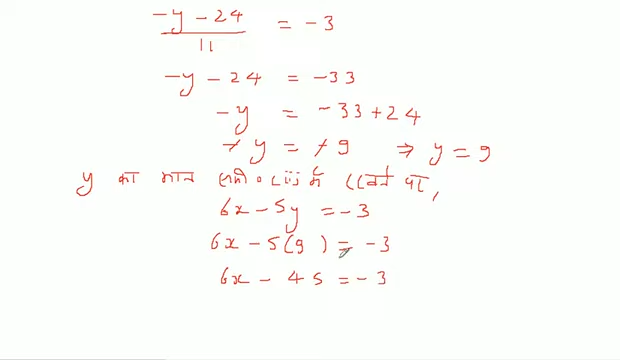 (-y - 24)/11 = -3
-y - 24 = -33
-y = -33 + 24
-y = -9 ⇒ y = 9
y का मान समी० (ii) में रखने पर,
6x - 5y = -3
6x - 5(9) = -3
6x - 45 = -3